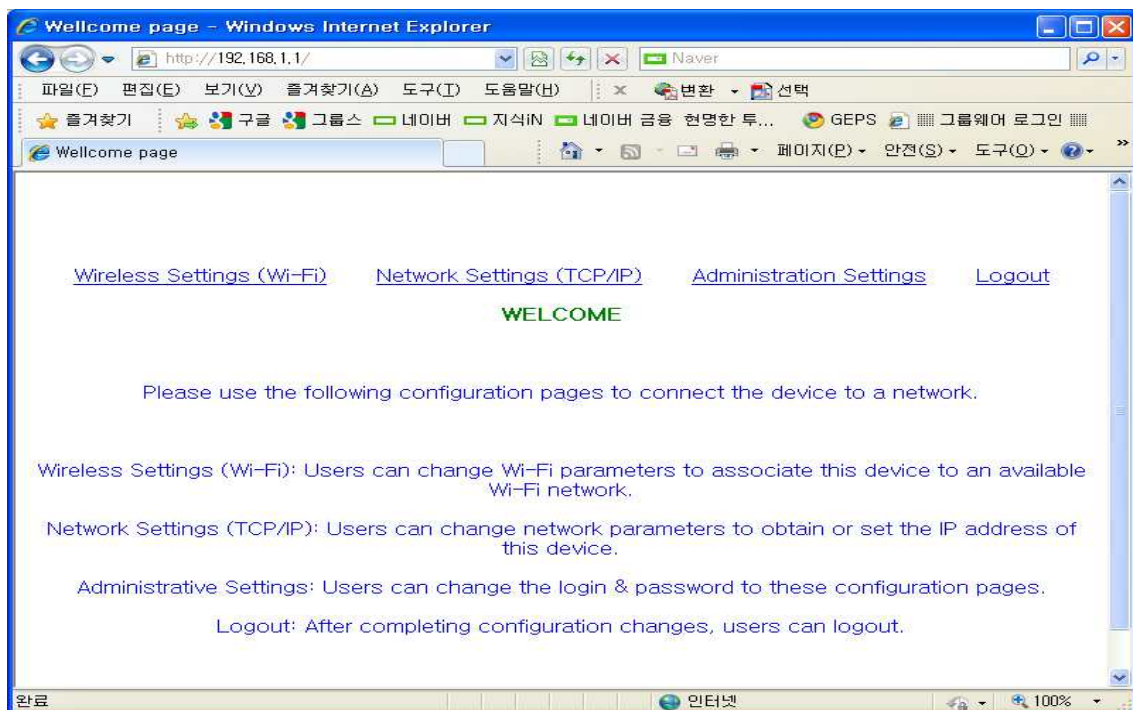 Wellcome page - Windows Internet Explorer
http://192.168.1.1/
Naver
파일(F) 편집(E) 보기(V) 즐겨찾기(A) 도구(T) 도움말(H) x 변환 선택
즐겨찾기 구글 그룹스 네이버 지식iN 네이버 금융 현명한 투... GEPS 그룹웨어 로그인
Wellcome page
페이지(P) 안전(S) 도구(O) »
Wireless Settings (Wi-Fi) Network Settings (TCP/IP) Administration Settings Logout
WELCOME
Please use the following configuration pages to connect the device to a network.
Wireless Settings (Wi-Fi): Users can change Wi-Fi parameters to associate this device to an available
Wi-Fi network.
Network Settings (TCP/IP): Users can change network parameters to obtain or set the IP address of
this device.
Administrative Settings: Users can change the login & password to these configuration pages.
Logout: After completing configuration changes, users can logout.
완료
인터넷
100%